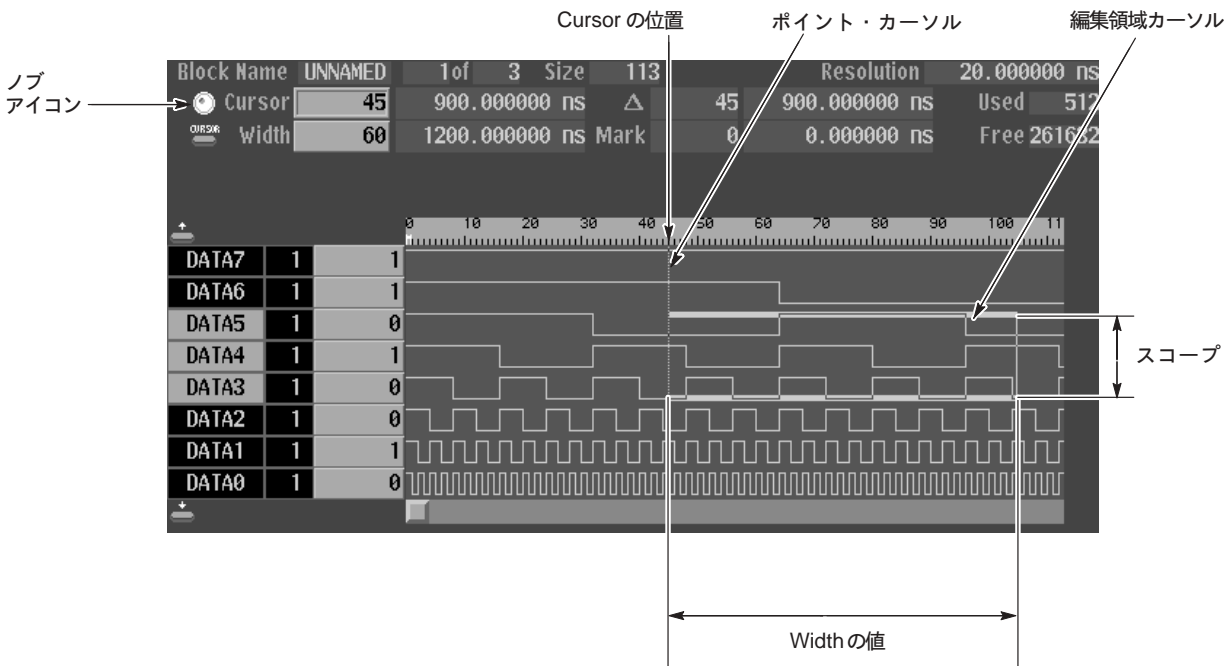 Cursor の位置
ポイント・カーソル
編集領域カーソル
ノブ
アイコン
Block Name UNNAMED 1of 3 Size 113 Resolution 20.000000 ns
Cursor 45 900.000000 ns Δ 45 900.000000 ns Used 512
CURSOR Width 60 1200.000000 ns Mark 0 0.000000 ns Free 261632
0 10 20 30 40 50 60 70 80 90 100 11
DATA7 1 1
DATA6 1 1
DATA5 1 0
DATA4 1 1
DATA3 1 0
DATA2 1 0
DATA1 1 1
DATA0 1 0
スコープ
Widthの値